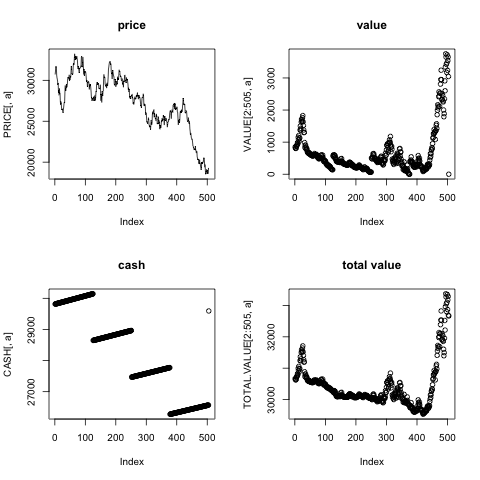 price
PRICE[, a]
20000 25000 30000
0 100 200 300 400 500
Index
value
VALUE[2:505, a]
0 1000 2000 3000
0 100 200 300 400 500
Index
cash
CASH[, a]
27000 29000
0 100 200 300 400 500
Index
total value
TOTAL.VALUE[2:505, a]
30000 32000
0 100 200 300 400 500
Index